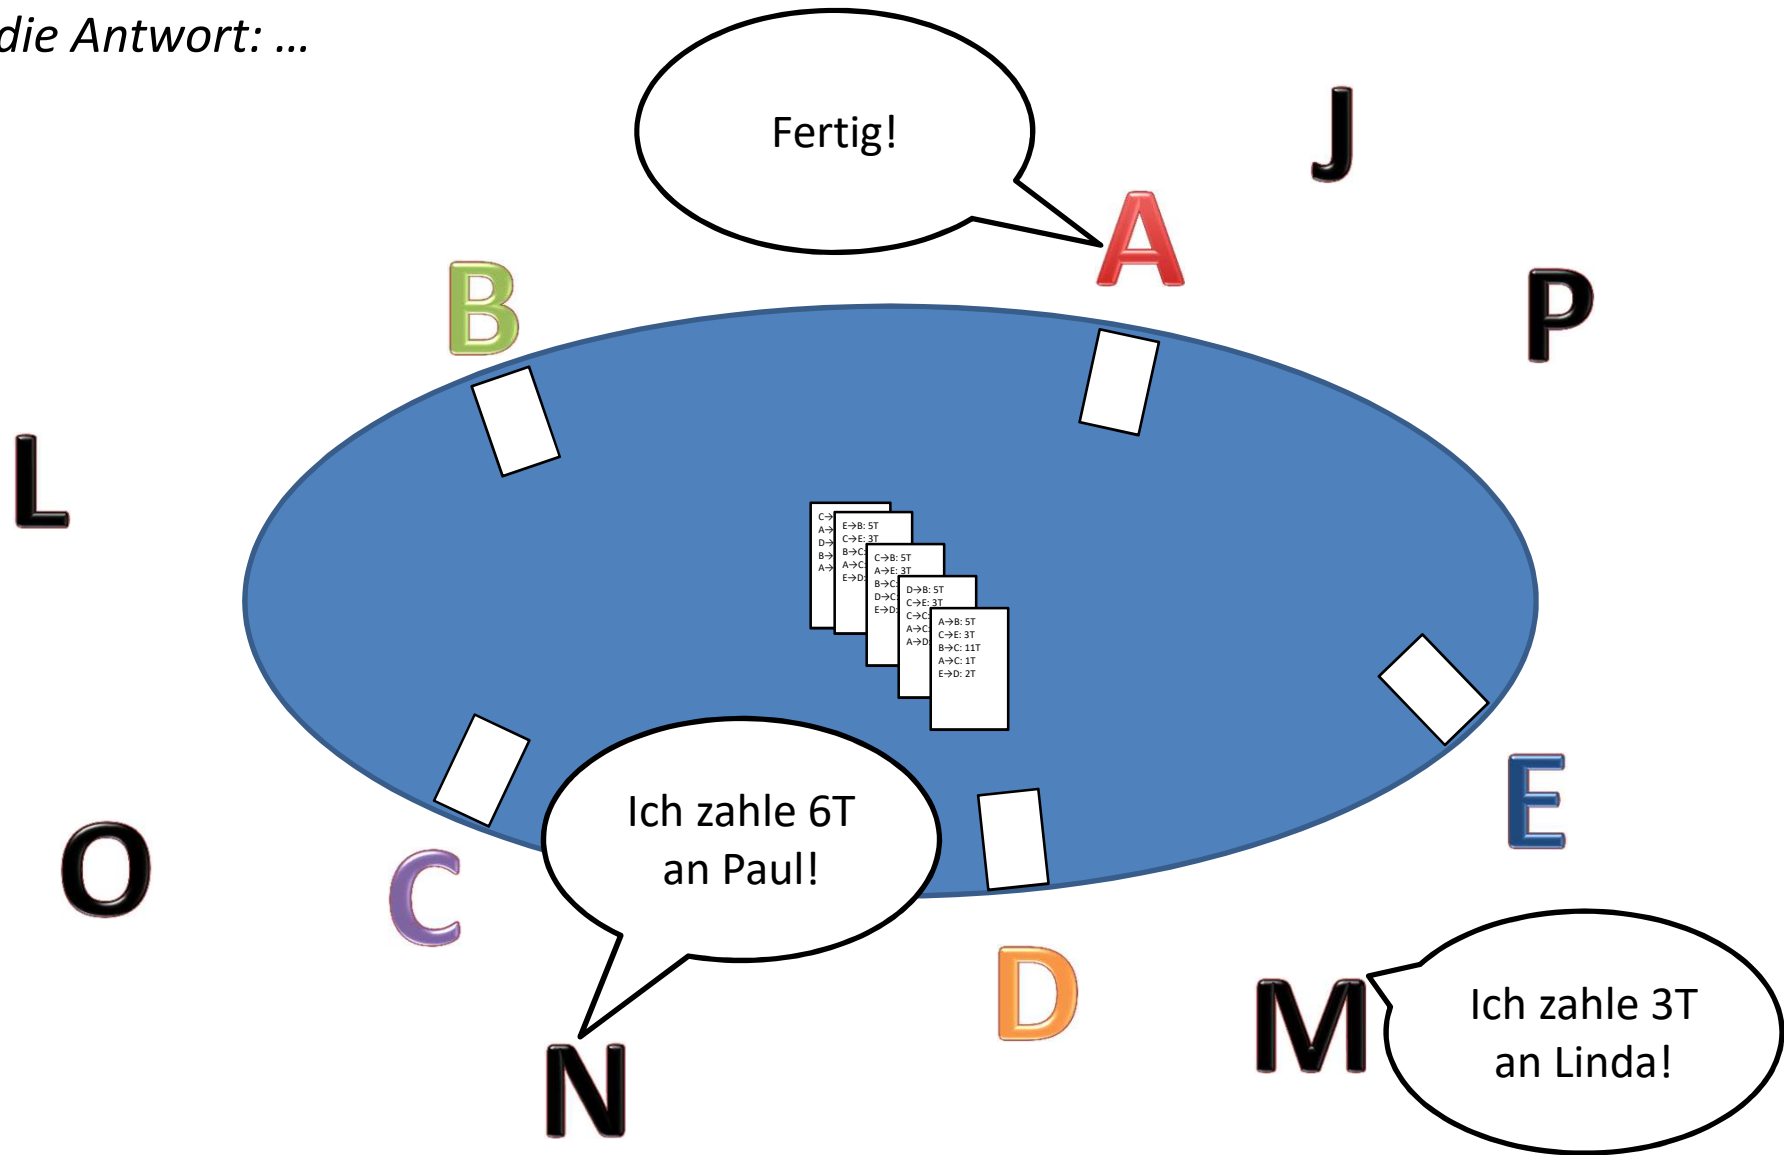 die Antwort: …
Fertig!
J
A
P
B
L
C→
A→
D→
B→
A→
E→B: 5T
C→E: 3T
B→C:
A→C:
E→D:
C→B: 5T
A→E: 3T
B→C:
D→C:
E→D:
D→B: 5T
C→E: 3T
C→C:
A→C:
A→D:
A→B: 5T
C→E: 3T
B→C: 11T
A→C: 1T
E→D: 2T
E
Ich zahle 6T
an Paul!
O
C
D
M
Ich zahle 3T
an Linda!
N